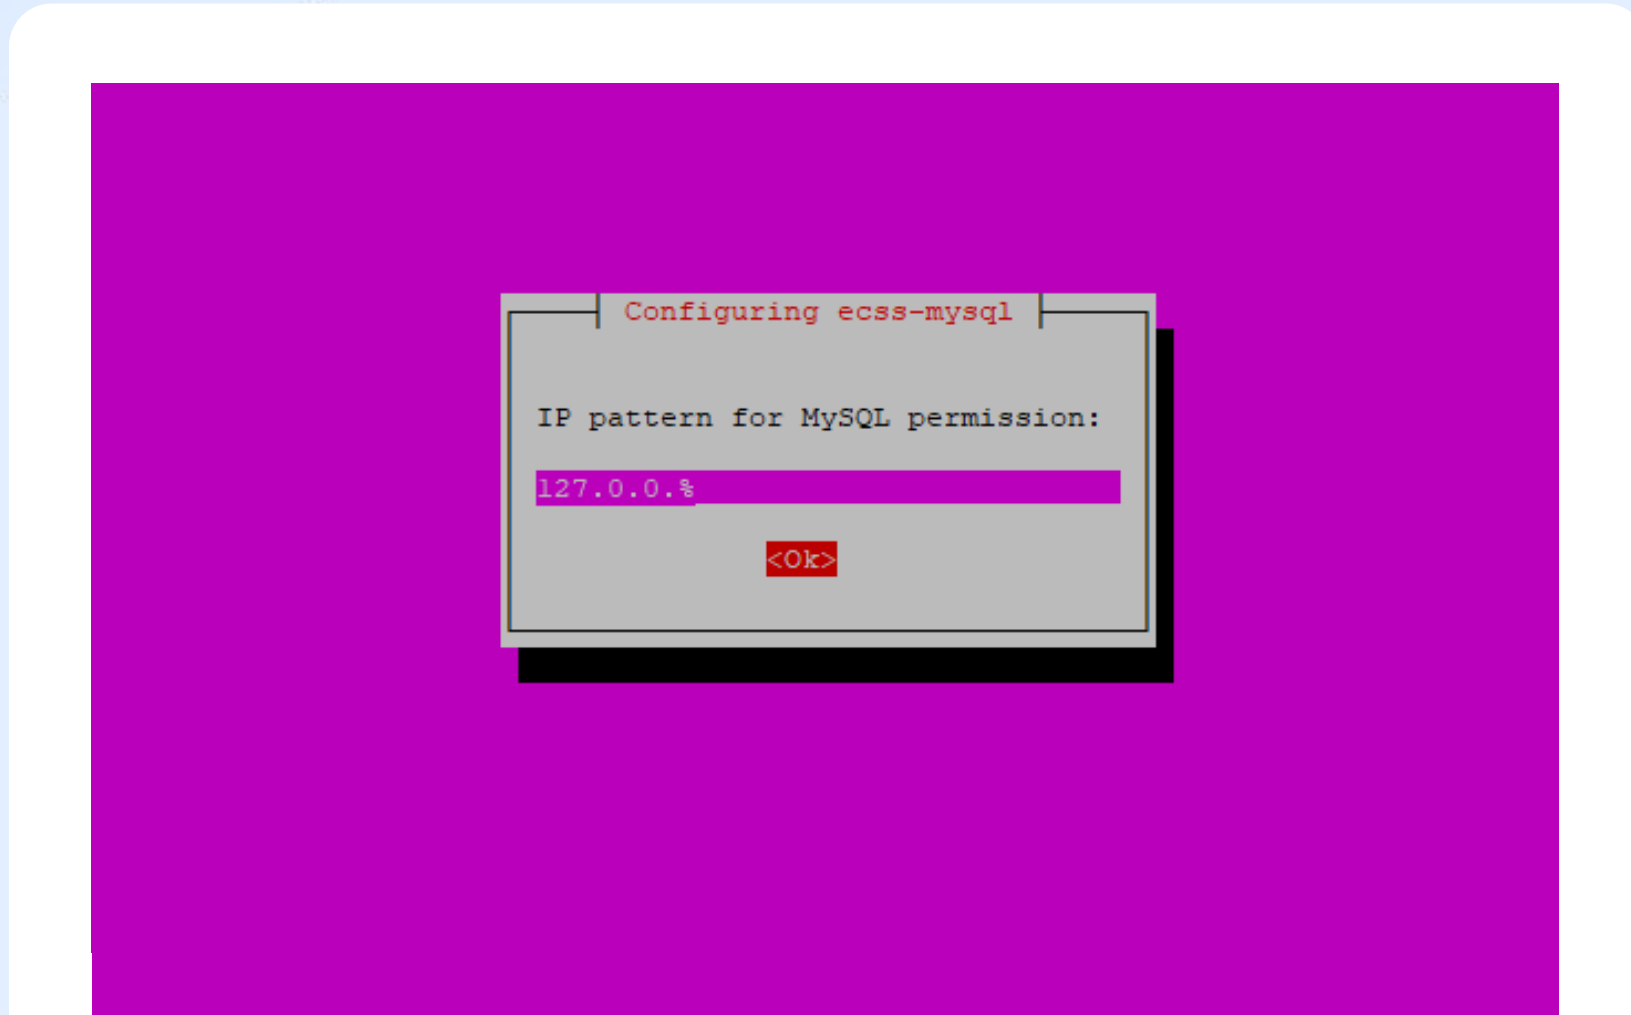 Configuring ecss-mysql
IP pattern for MySQL permission:
127.0.0.%
<Ok>